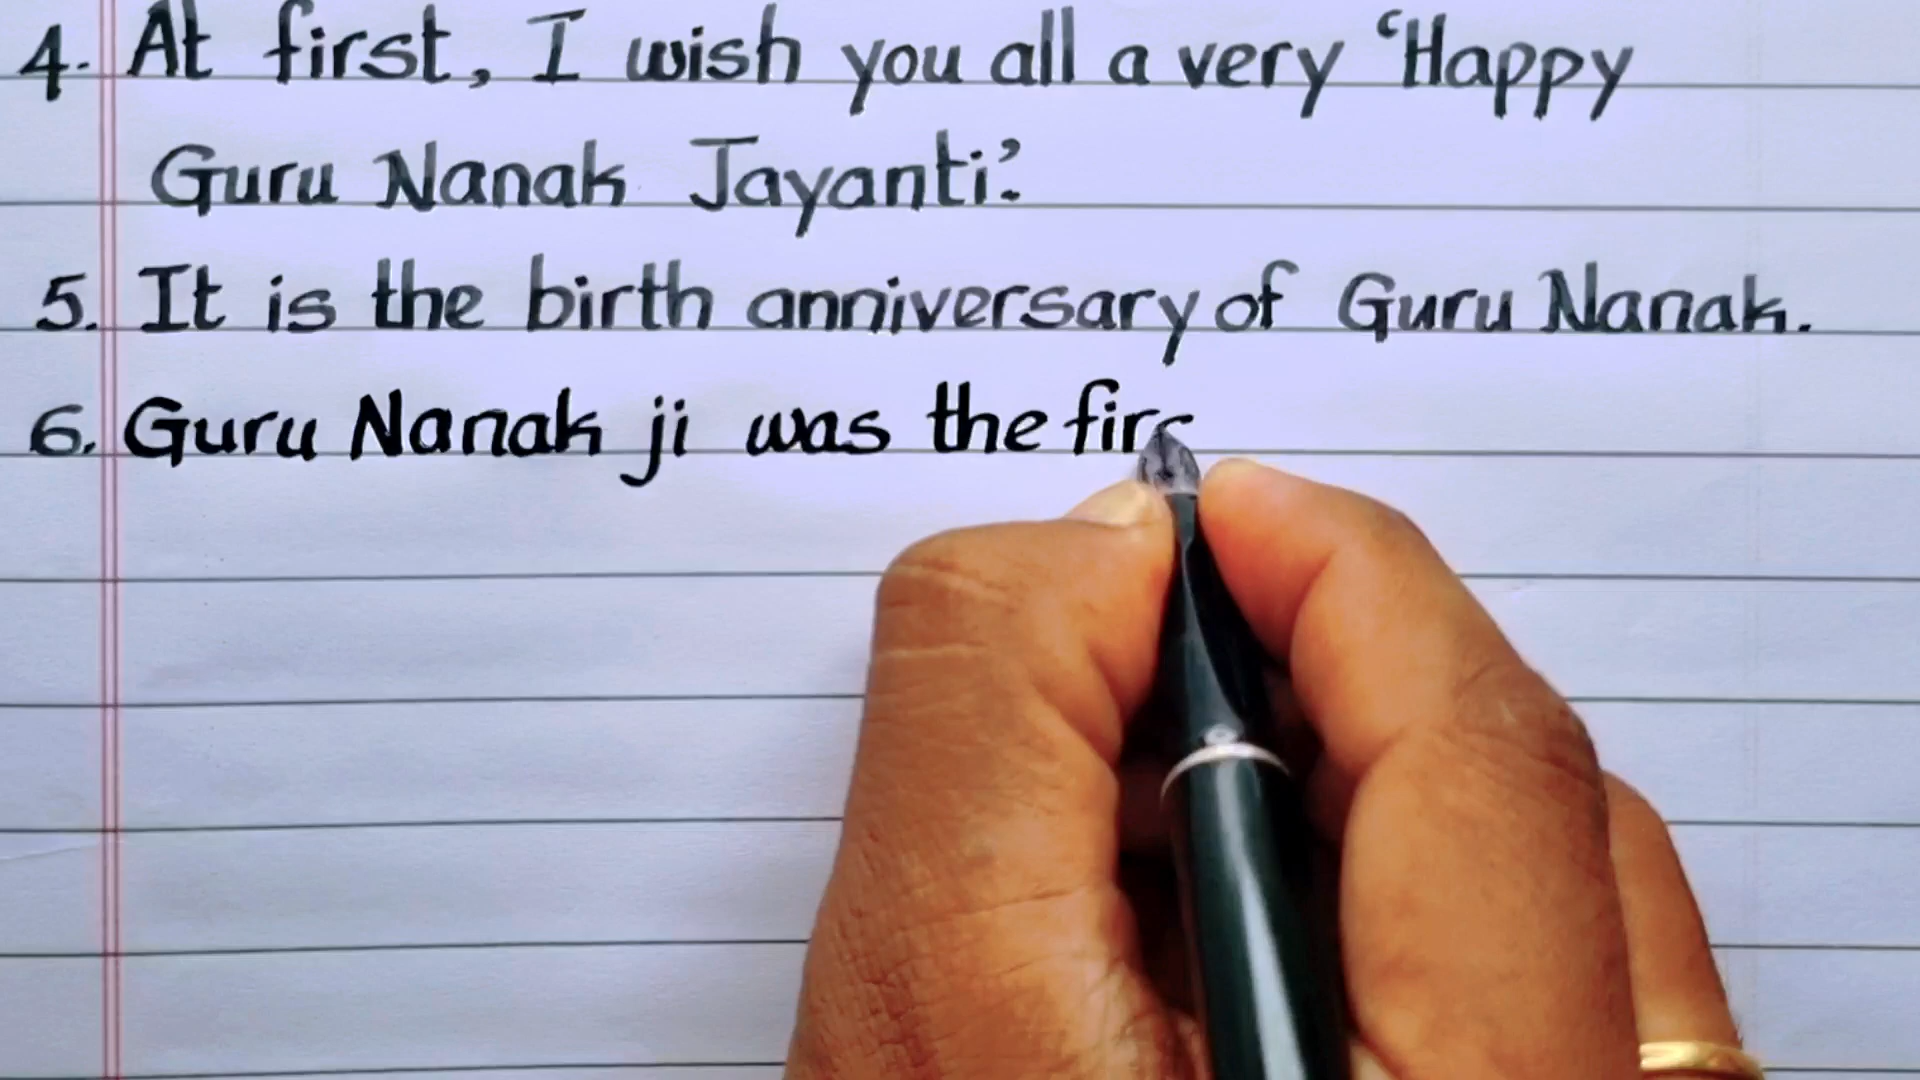 4. At first, I wish you all a very ‘Happy
Guru Nanak Jayanti’.
5. It is the birth anniversary of Guru Nanak.
6. Guru Nanak ji was the